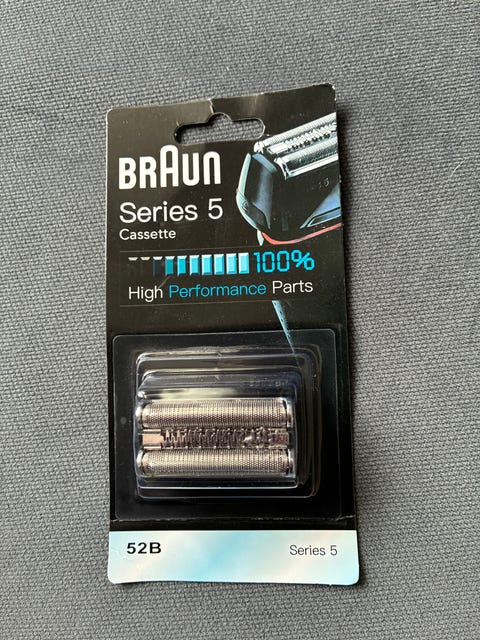 BRAUN
Series 5
Cassette
100%
High Performance Parts
52B
Series 5